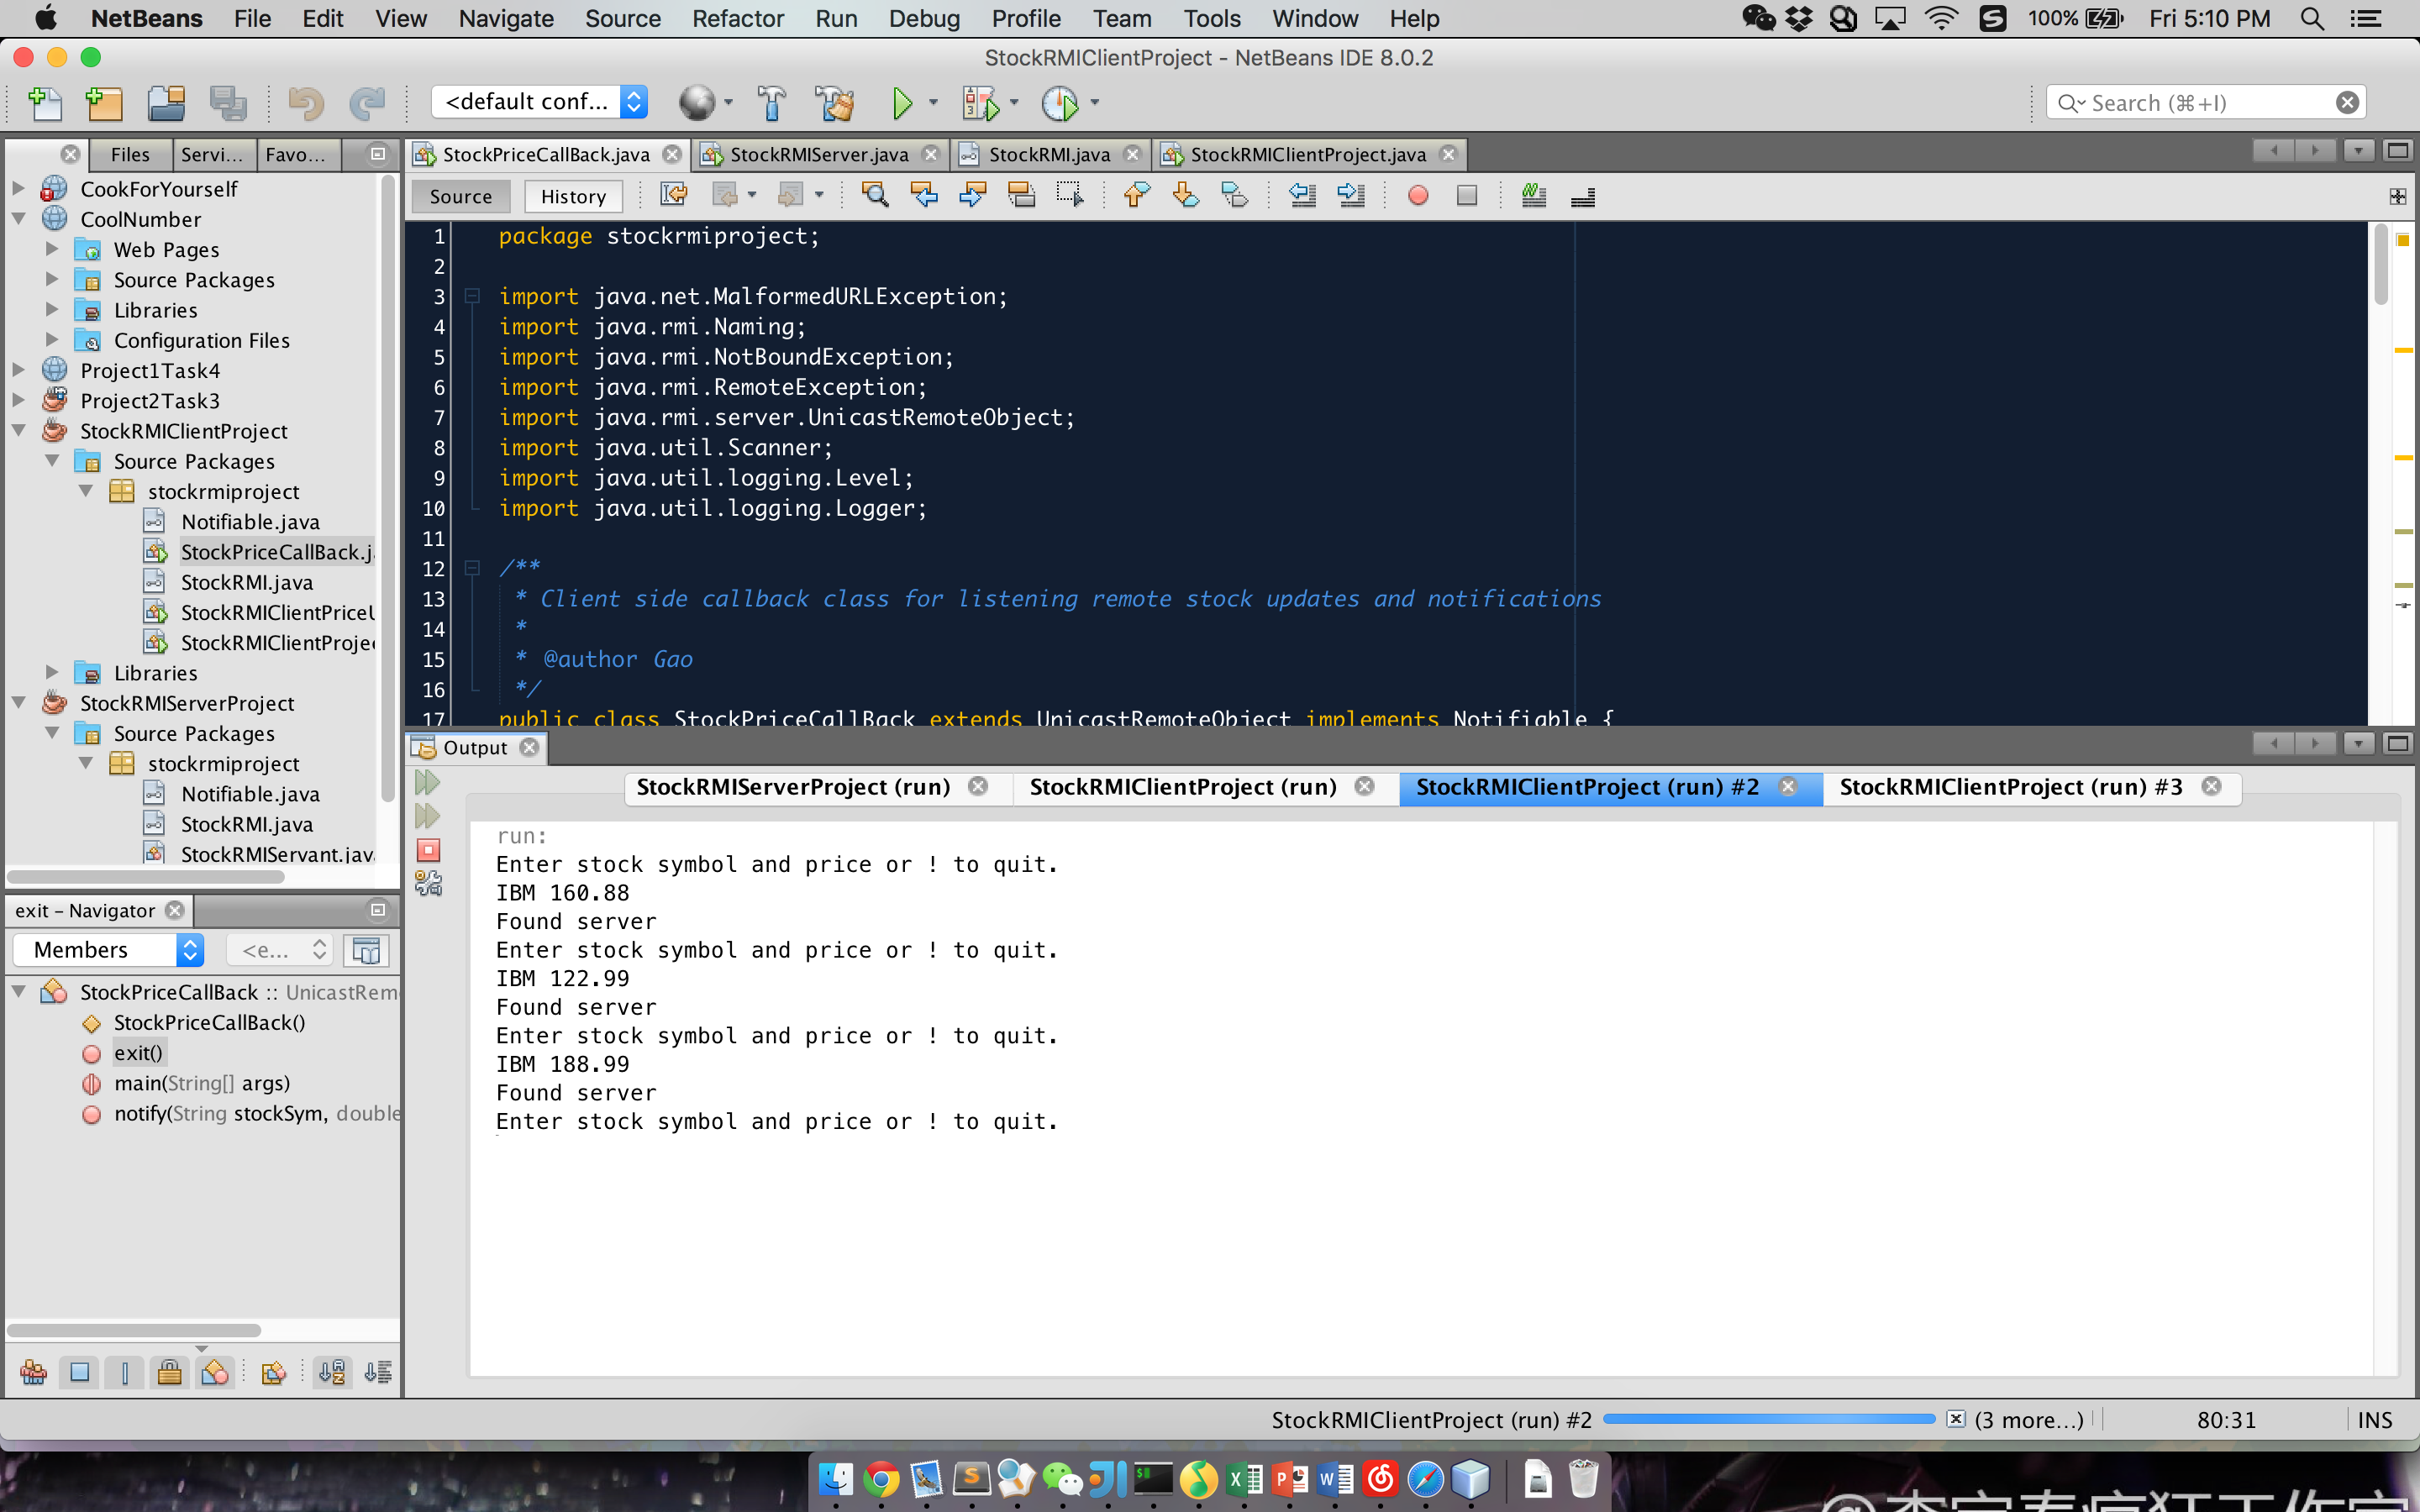 NetBeans File Edit View Navigate Source Refactor Run Debug Profile Team Tools Window Help 100% Fri 5:10 PM
StockRMIClientProject - NetBeans IDE 8.0.2
<default conf... Search (⌘+I)
Files Servi... Favo...
CookForYourself
CoolNumber
Web Pages
Source Packages
Libraries
Configuration Files
Project1Task4
Project2Task3
StockRMIClientProject
Source Packages
stockrmiproject
Notifiable.java
StockPriceCallBack.j
StockRMI.java
StockRMIClientPriceU
StockRMIClientProje
Libraries
StockRMIServerProject
Source Packages
stockrmiproject
Notifiable.java
StockRMI.java
StockRMIServant.jav
exit – Navigator
Members <e...
StockPriceCallBack :: UnicastRem
StockPriceCallBack()
exit()
main(String[] args)
notify(String stockSym, double
StockPriceCallBack.java StockRMIServer.java StockRMI.java StockRMIClientProject.java
Source History
1 package stockrmiproject;
2
3 import java.net.MalformedURLException;
4 import java.rmi.Naming;
5 import java.rmi.NotBoundException;
6 import java.rmi.RemoteException;
7 import java.rmi.server.UnicastRemoteObject;
8 import java.util.Scanner;
9 import java.util.logging.Level;
10 import java.util.logging.Logger;
11
12 /**
13 * Client side callback class for listening remote stock updates and notifications
14 *
15 * @author Gao
16 */
17 public class StockPriceCallBack extends UnicastRemoteObject implements Notifiable {
Output
StockRMIServerProject (run) StockRMIClientProject (run) StockRMIClientProject (run) #2 StockRMIClientProject (run) #3
run:
Enter stock symbol and price or ! to quit.
IBM 160.88
Found server
Enter stock symbol and price or ! to quit.
IBM 122.99
Found server
Enter stock symbol and price or ! to quit.
IBM 188.99
Found server
Enter stock symbol and price or ! to quit.
StockRMIClientProject (run) #2 (3 more...) 80:31 INS